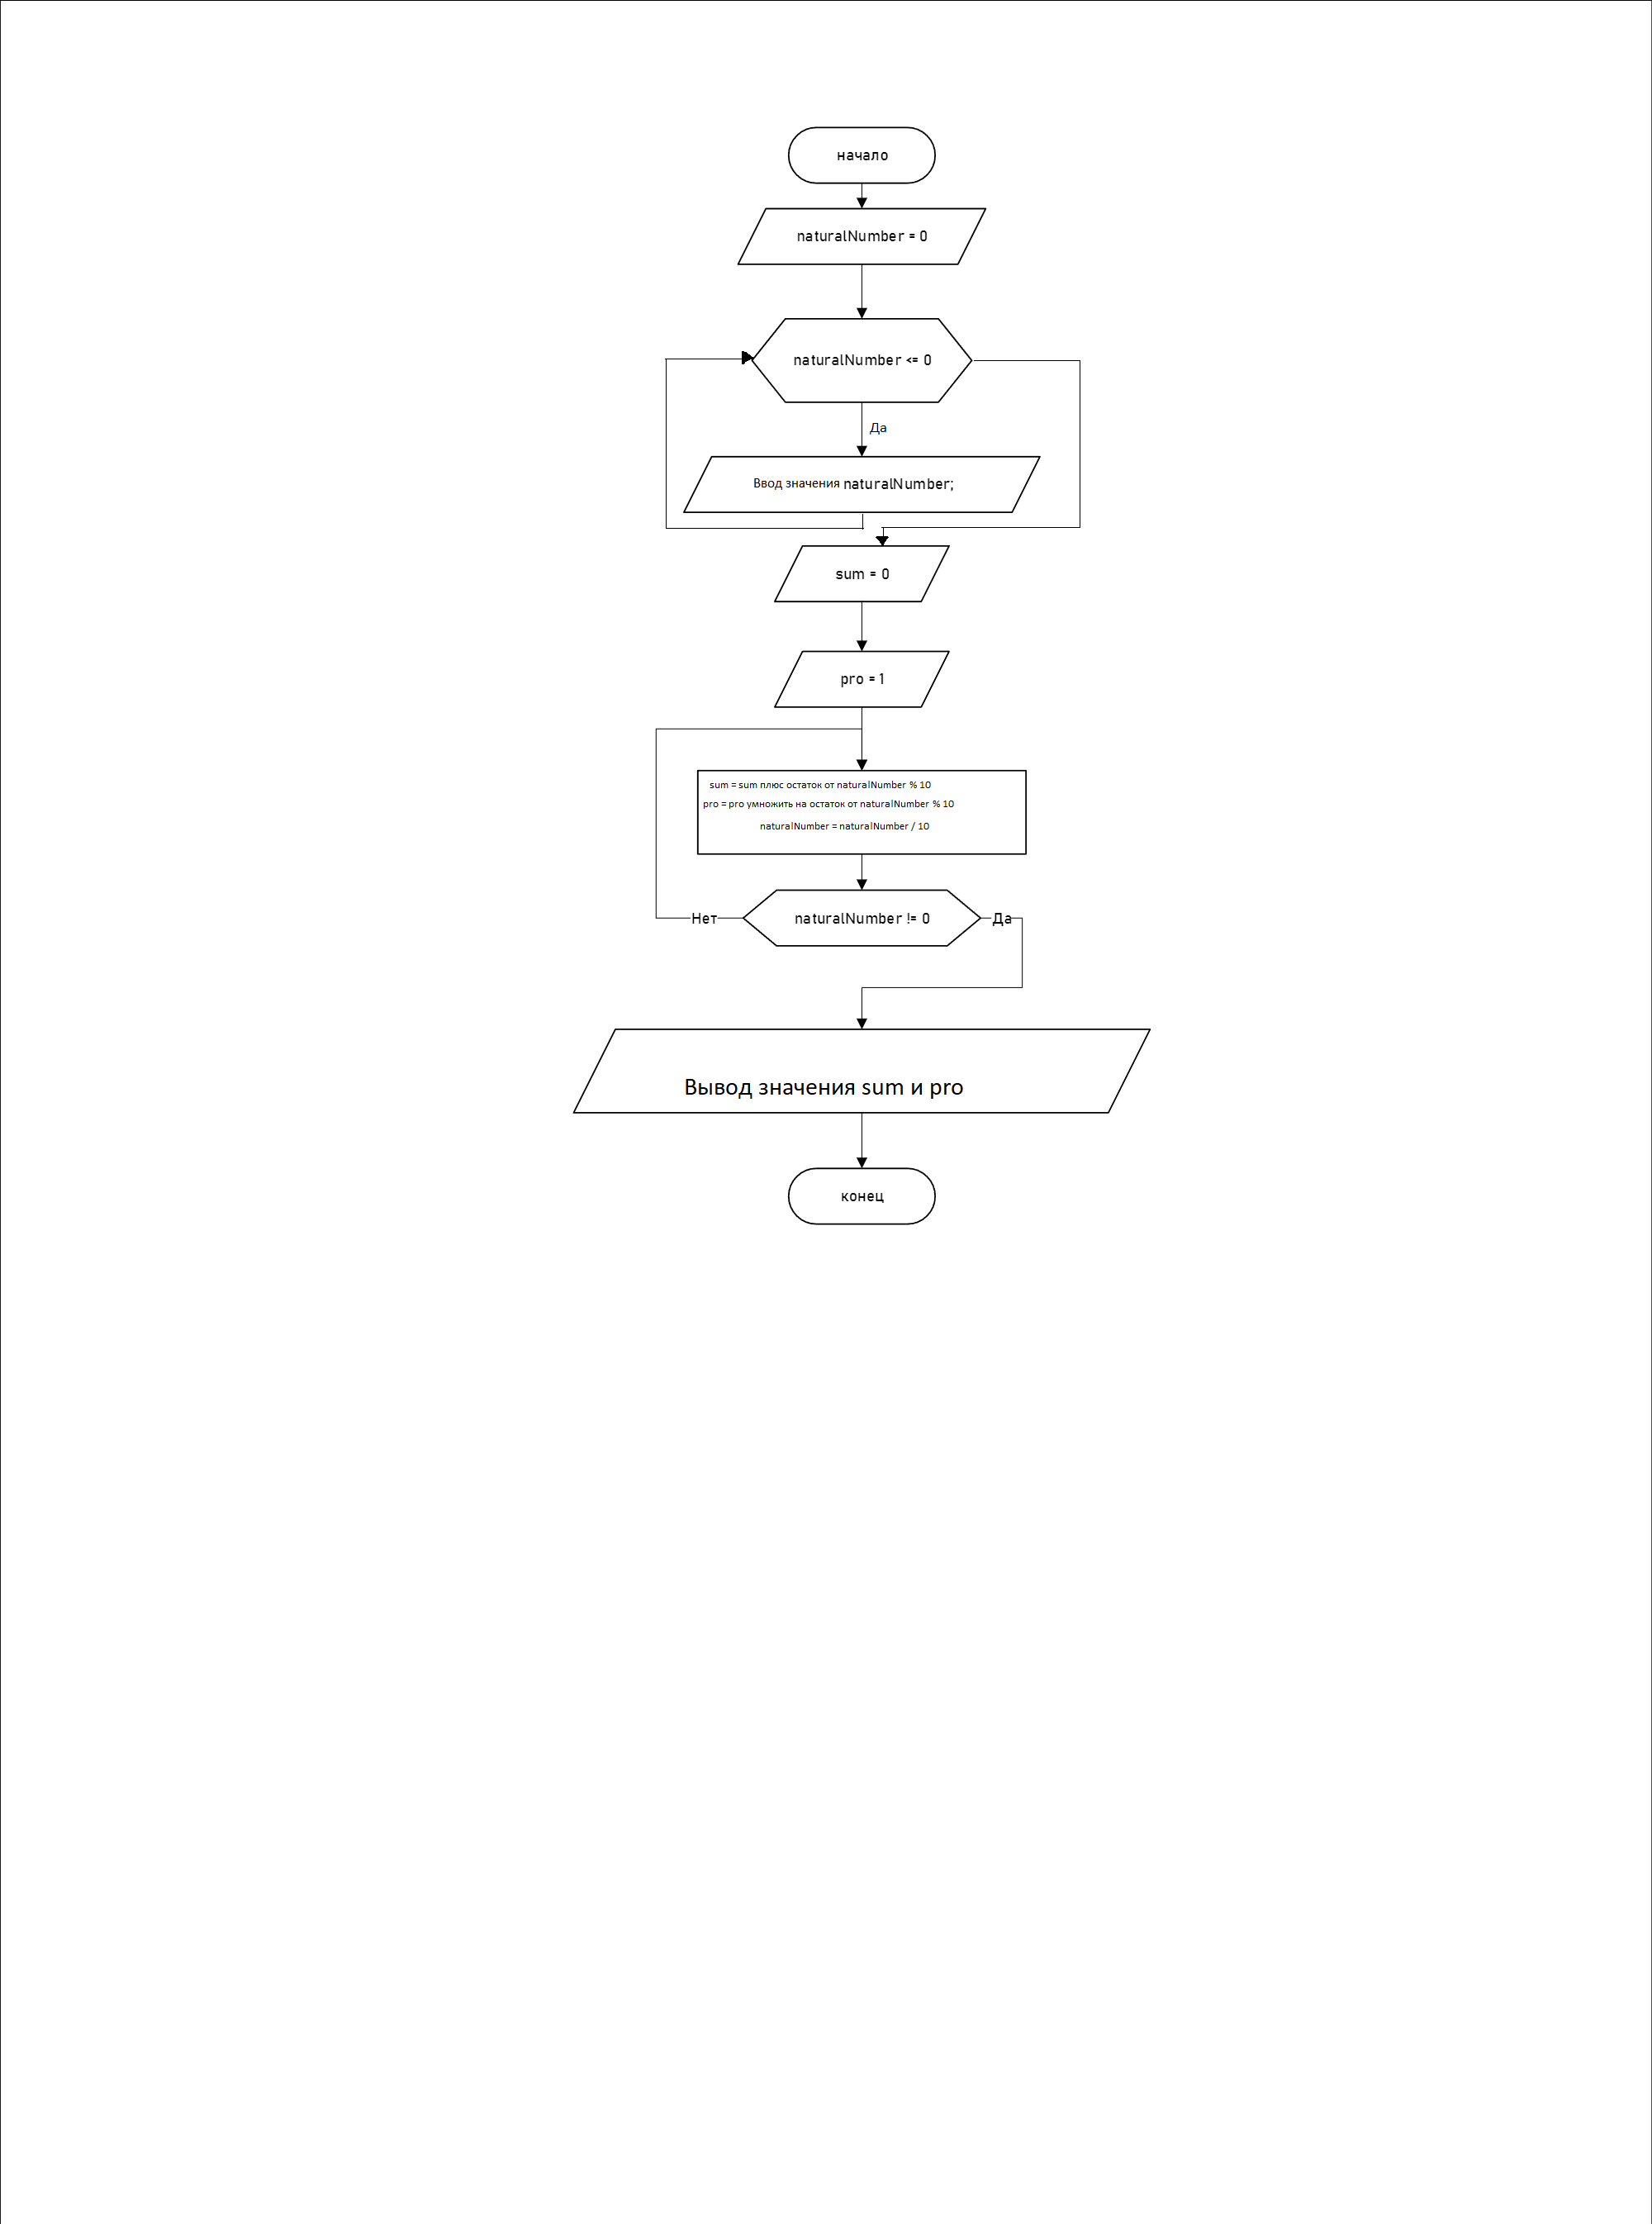 начало
naturalNumber = 0
naturalNumber <= 0
Да
Ввод значения naturalNumber;
sum = 0
pro = 1
sum = sum плюс остаток от naturalNumber % 10
pro = pro умножить на остаток от naturalNumber % 10
naturalNumber = naturalNumber / 10
Нет
naturalNumber != 0
Да
Вывод значения sum и pro
конец